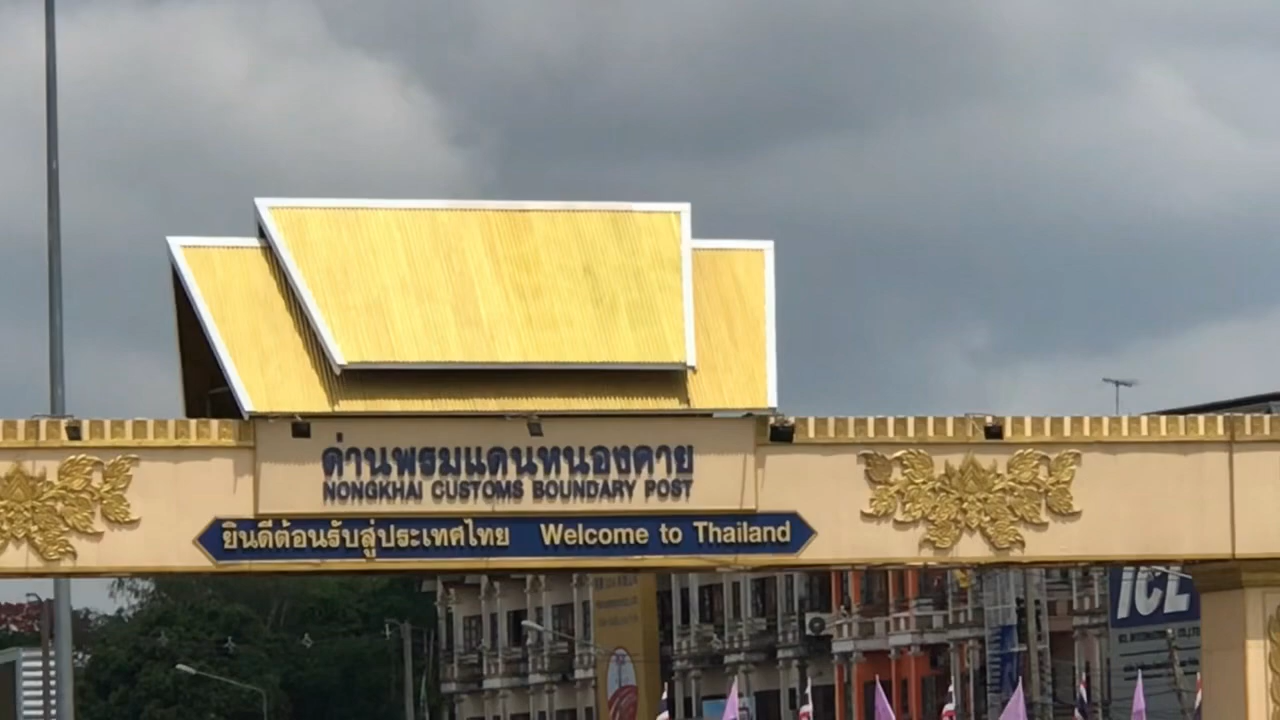 ด่านพรมแดนหนองคาย
NONGKHAI CUSTOMS BOUNDARY POST
ยินดีต้อนรับสู่ประเทศไทย Welcome to Thailand
ICL